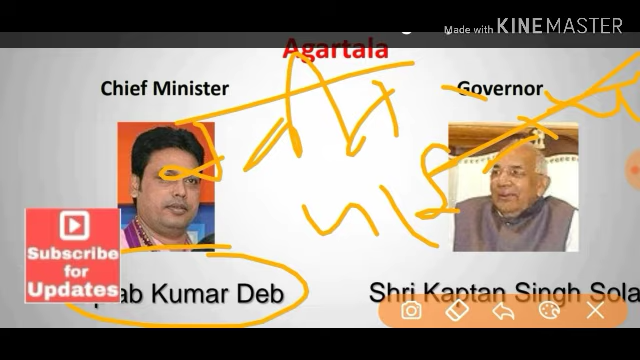 Made with KINEMASTER
Agartala
Chief Minister
Governor
Subscribe
for
Updates
ab Kumar Deb
Shri Kaptan Singh Sola